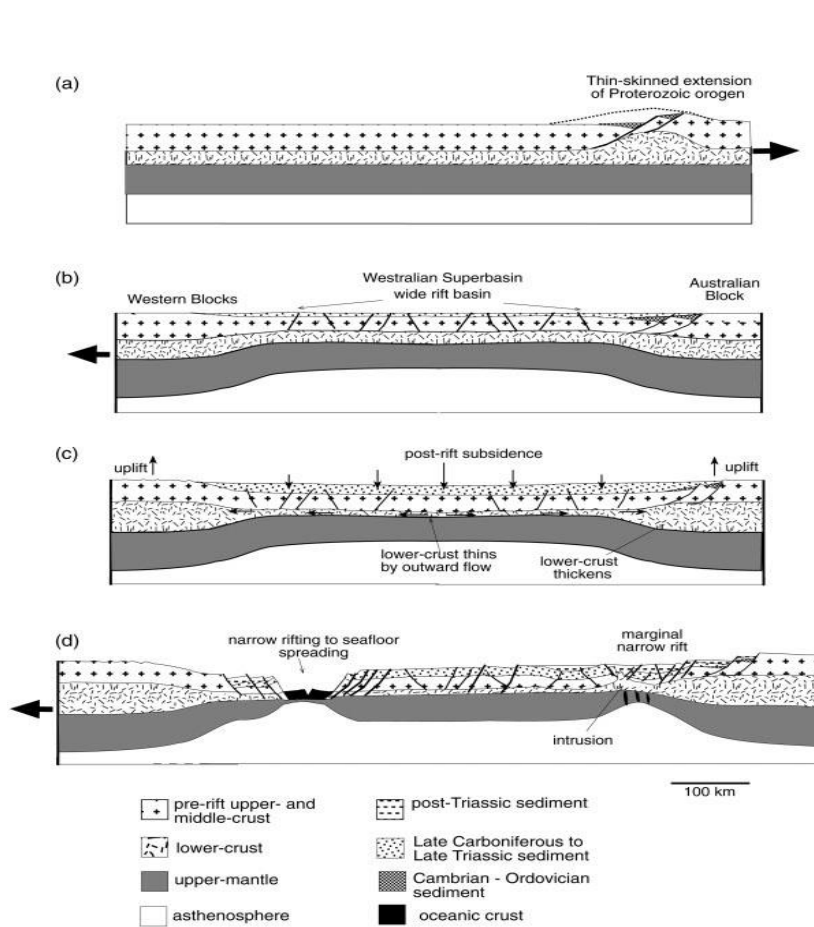 (a)
Thin-skinned extension
of Proterozoic orogen
(b)
Western Blocks
Westralian Superbasin
wide rift basin
Australian
Block
(c)
uplift
post-rift subsidence
uplift
lower-crust thins
by outward flow
lower-crust
thickens
(d)
narrow rifting to seafloor
spreading
marginal
narrow rift
intrusion
100 km
pre-rift upper- and
middle-crust
lower-crust
upper-mantle
asthenosphere
post-Triassic sediment
Late Carboniferous to
Late Triassic sediment
Cambrian - Ordovician
sediment
oceanic crust